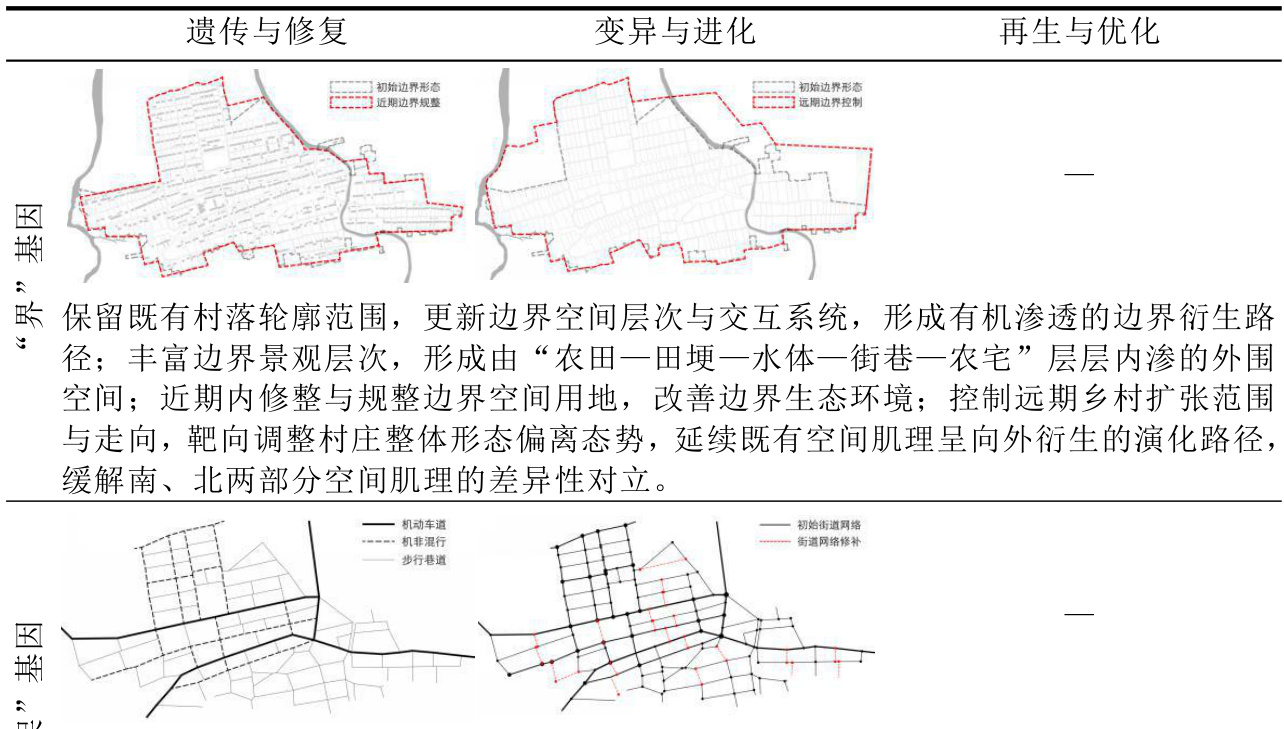 遗传与修复 变异与进化 再生与优化
初始边界形态
近期边界规整
初始边界形态
远期边界控制
—
“界”基因
保留既有村落轮廓范围，更新边界空间层次与交互系统，形成有机渗透的边界衍生路
径；丰富边界景观层次，形成由“农田—田埂—水体—街巷—农宅”层层内渗的外围
空间；近期内修整与规整边界空间用地，改善边界生态环境；控制远期乡村扩张范围
与走向，靶向调整村庄整体形态偏离态势，延续既有空间肌理呈向外衍生的演化路径，
缓解南、北两部分空间肌理的差异性对立。
机动车道
机非混行
步行巷道
初始街道网络
街道网络修补
—
”基因